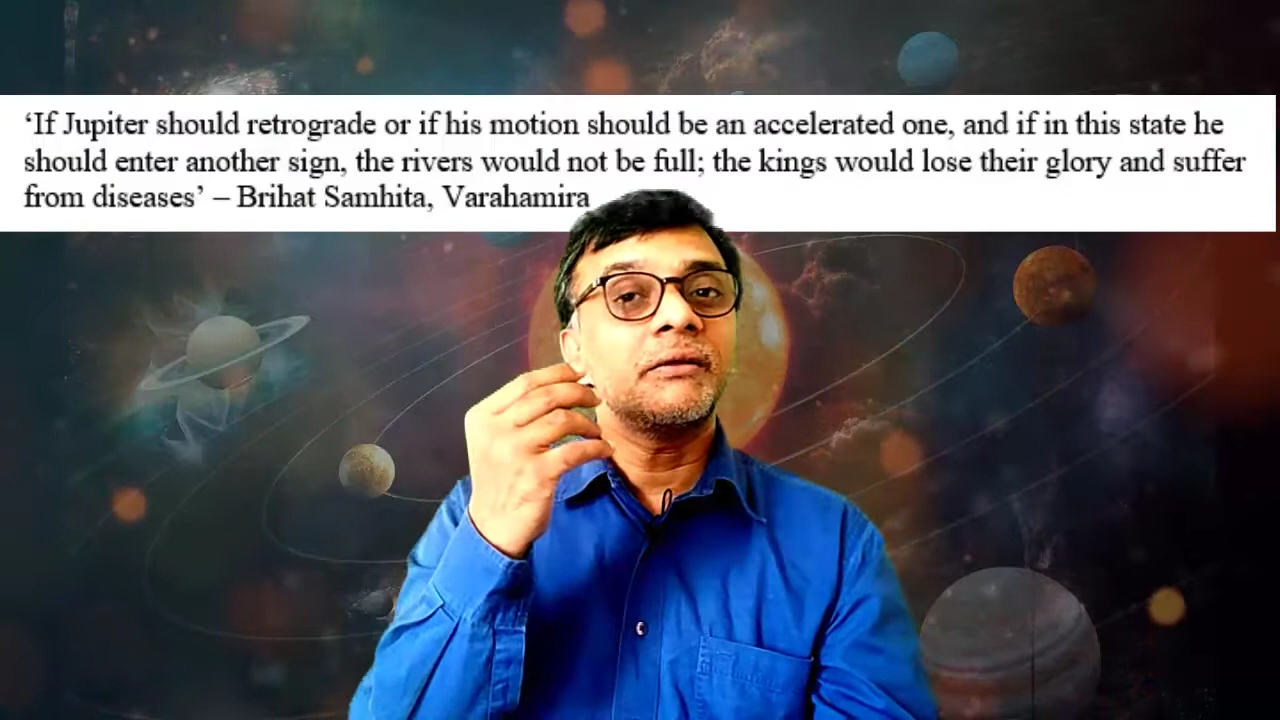 ‘If Jupiter should retrograde or if his motion should be an accelerated one, and if in this state he
should enter another sign, the rivers would not be full; the kings would lose their glory and suffer
from diseases’ – Brihat Samhita, Varahamira